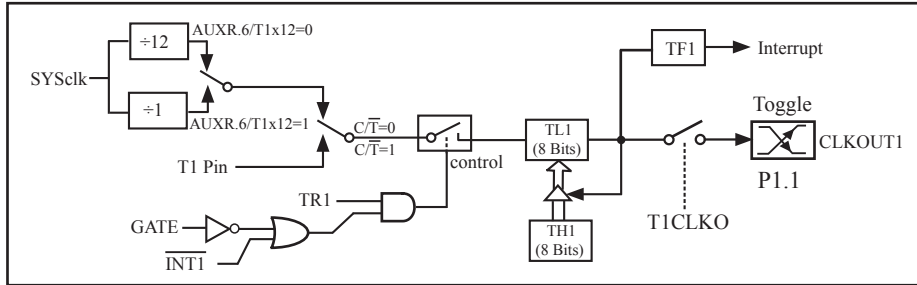 AUXR.6/T1x12=0
÷12
SYSclk
÷1
AUXR.6/T1x12=1
T1 Pin
C/T̅=0
C/T̅=1
control
TL1
(8 Bits)
TF1
Interrupt
Toggle
CLKOUT1
P1.1
T1CLKO
TH1
(8 Bits)
TR1
GATE
I̅N̅T̅1̅